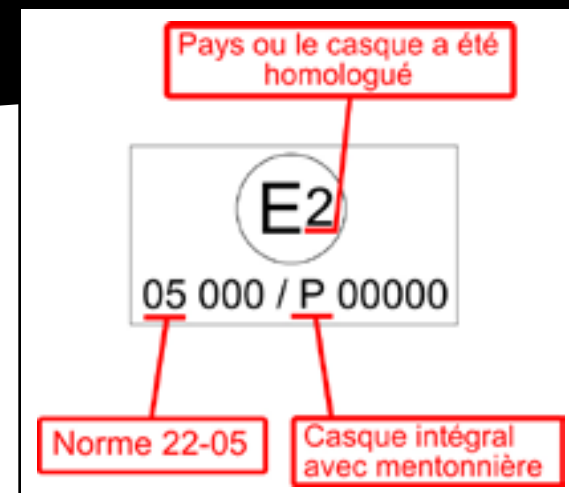 Pays ou le casque a été
homologué
E2
05 000 / P 00000
Norme 22-05
Casque intégral
avec mentonnière